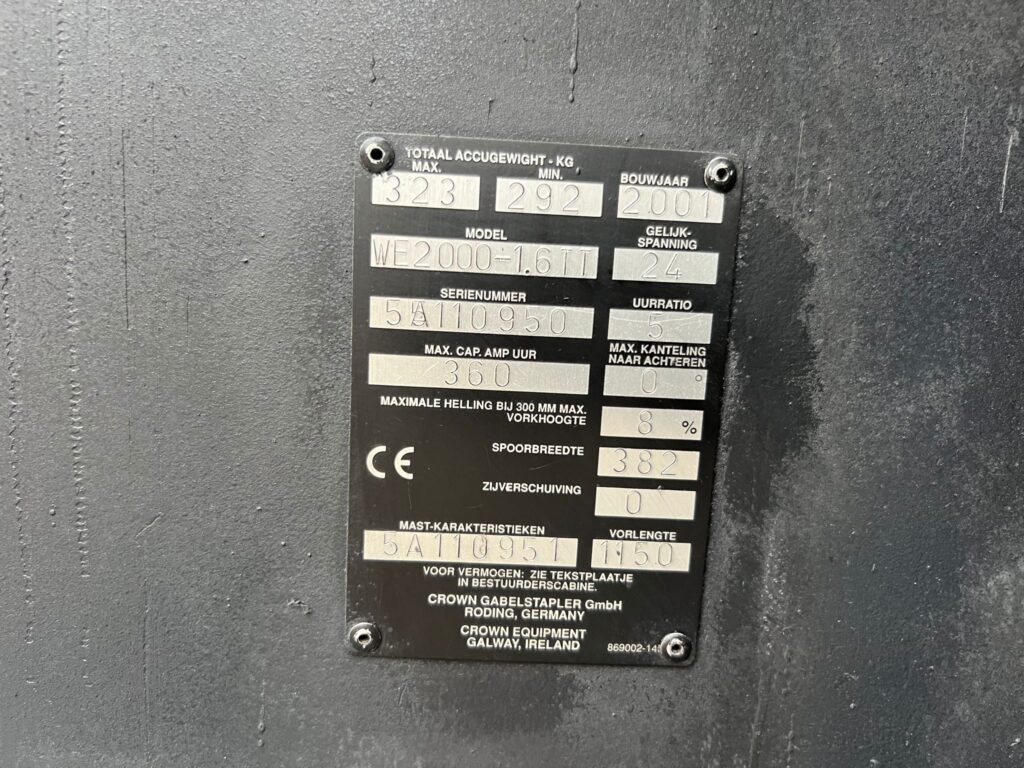 TOTAAL ACCUGEWIGHT - KG
MAX. MIN. BOUWJAAR
323 292 2001
MODEL GELIJK-
SPANNING
WE2000-1.6TT 24
SERIENUMMER UURRATIO
5A110950 5
MAX. CAP. AMP UUR MAX. KANTELING
NAAR ACHTEREN
360 0 °
MAXIMALE HELLING BIJ 300 MM MAX.
VORKHOOGTE 8 %
SPOORBREEDTE 382
CE
ZIJVERSCHUIVING 0
MAST-KARAKTERISTIEKEN VORLENGTE
5A110951 1150
VOOR VERMOGEN: ZIE TEKSTPLAATJE
IN BESTUURDERSCABINE.
CROWN GABELSTAPLER GmbH
RODING, GERMANY
CROWN EQUIPMENT
GALWAY, IRELAND